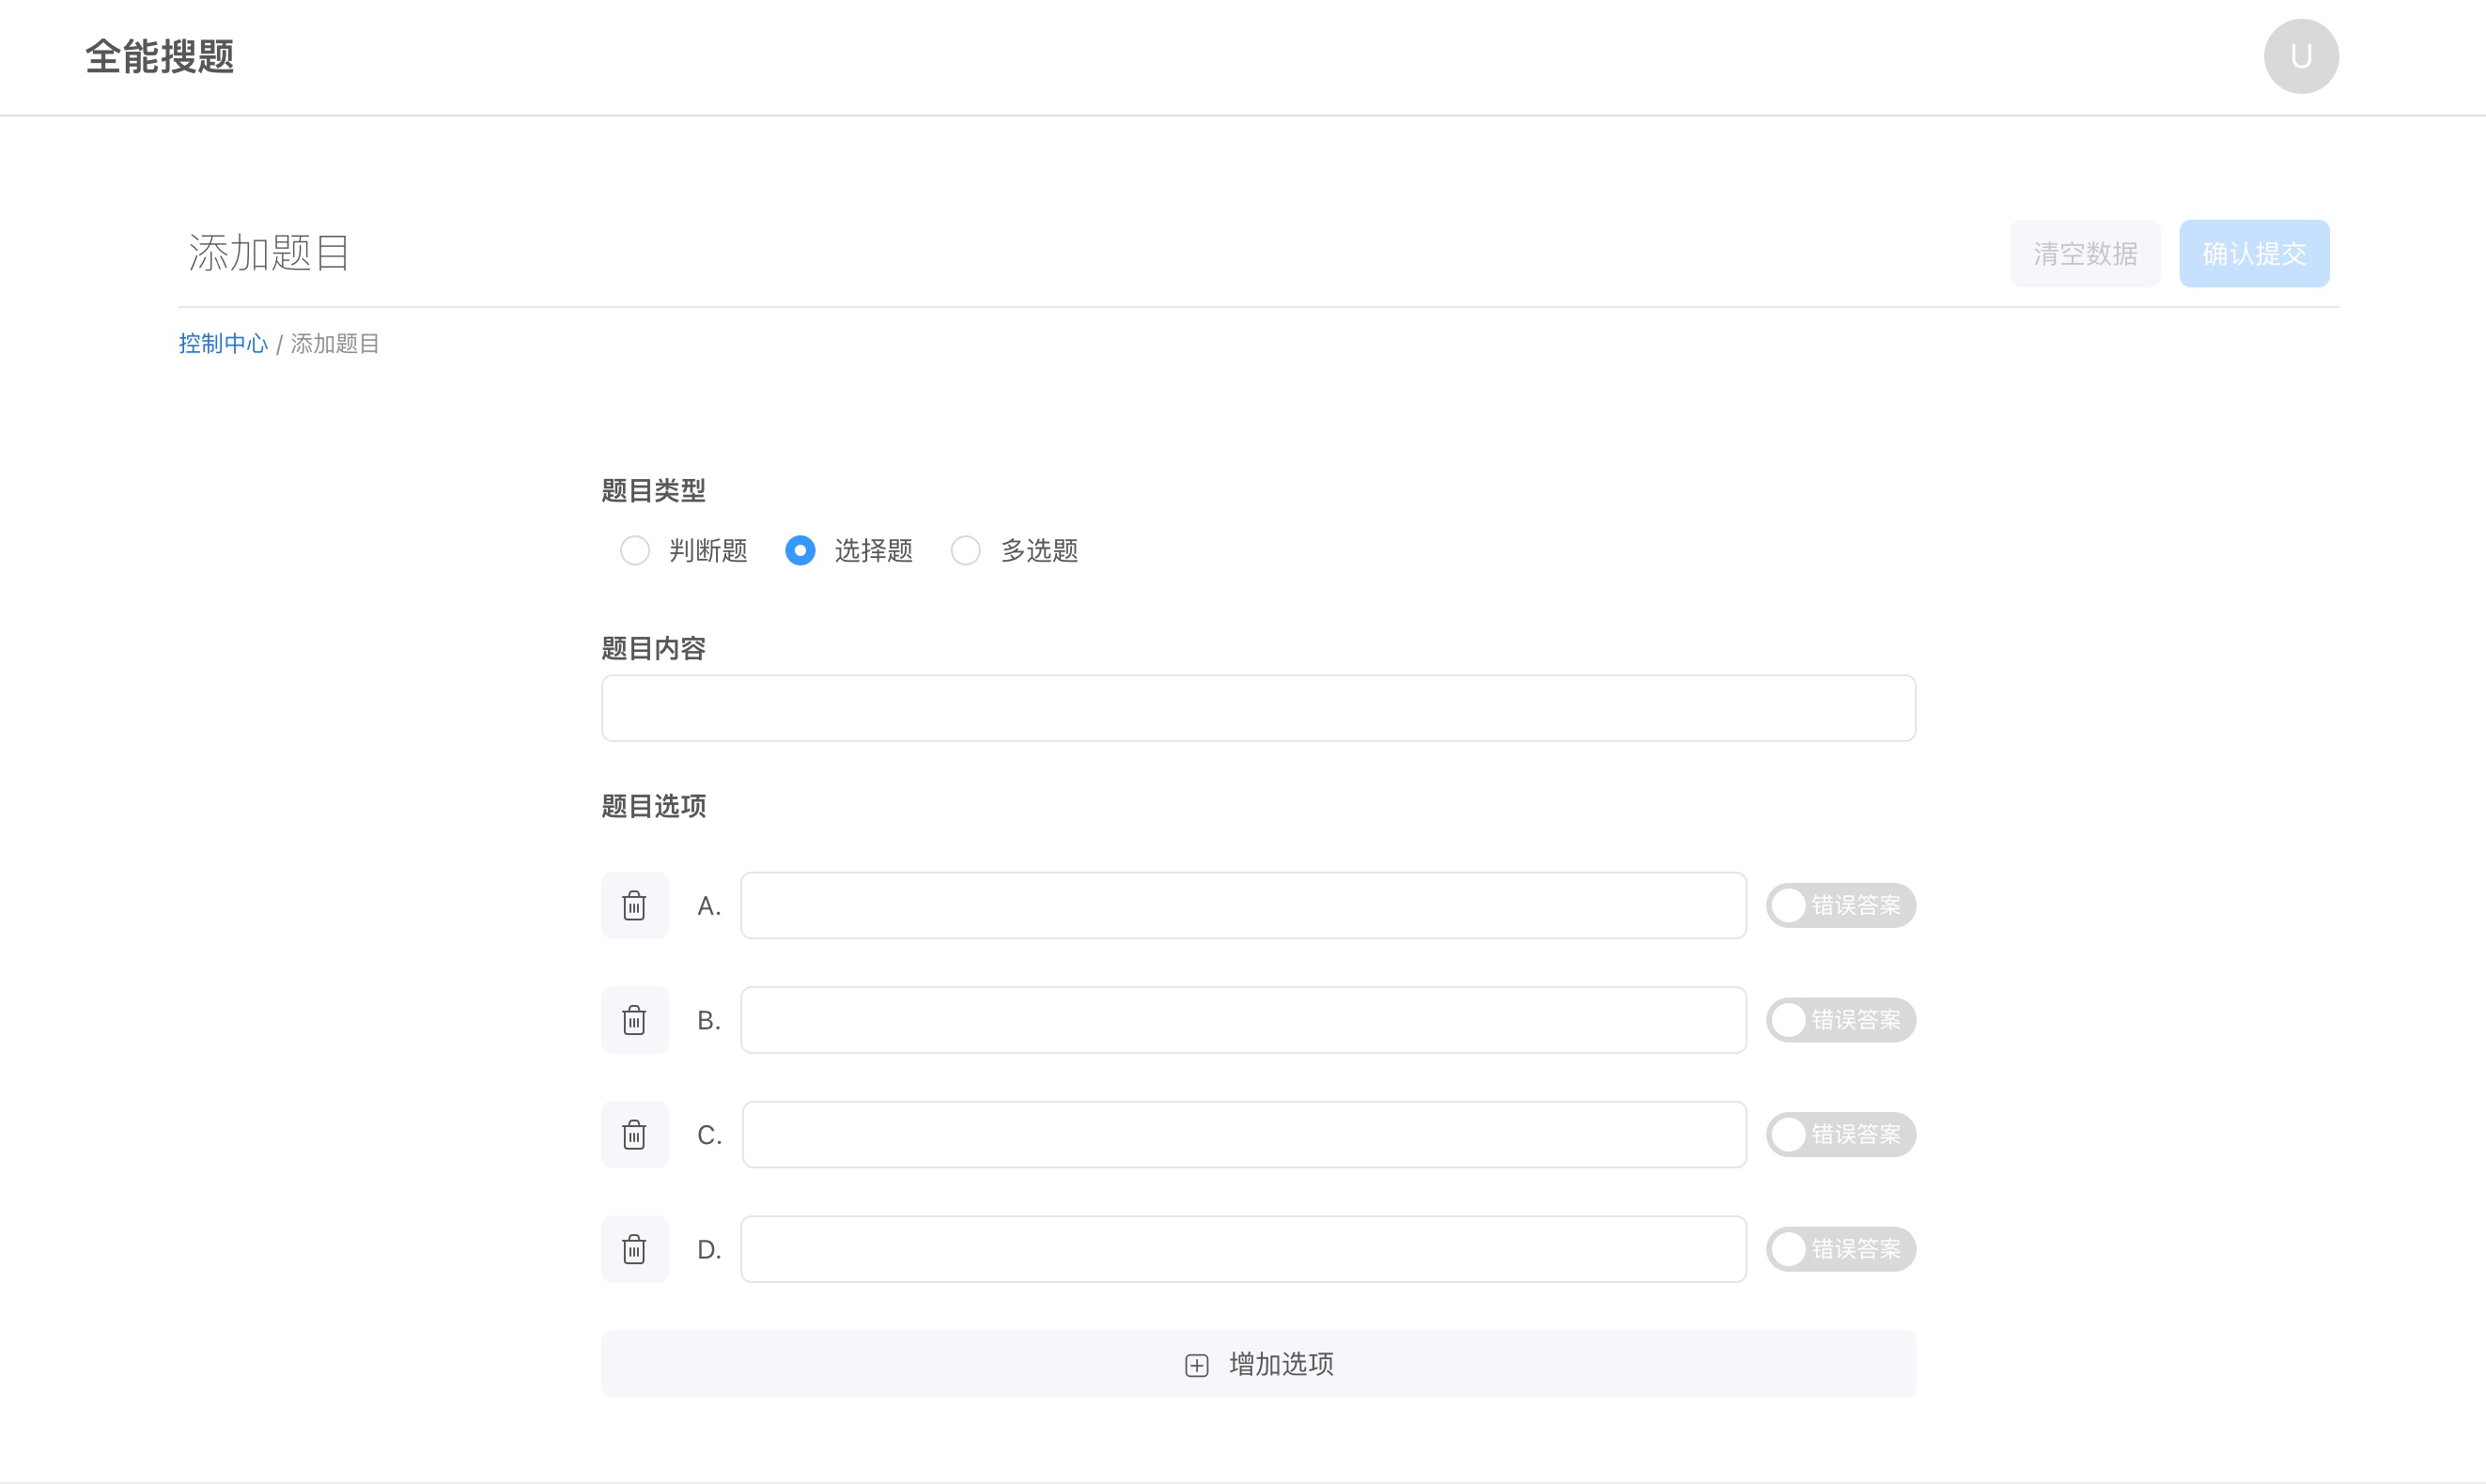 全能搜题
U
添加题目
清空数据 确认提交
控制中心 / 添加题目
题目类型
判断题 选择题 多选题
题目内容
题目选项
A. 错误答案
B. 错误答案
C. 错误答案
D. 错误答案
增加选项